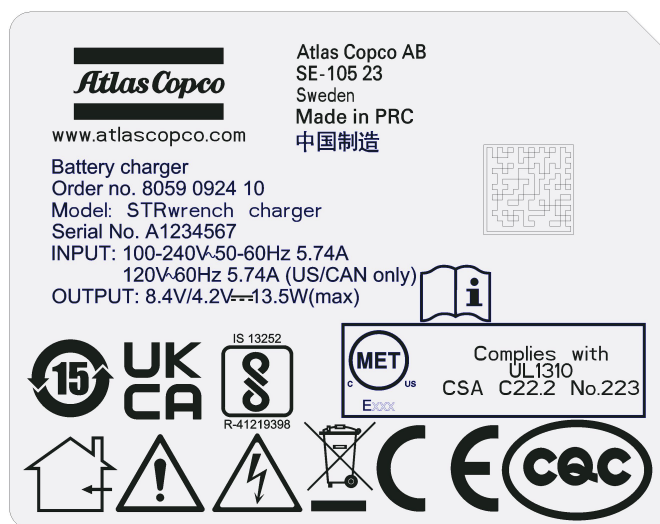 Atlas Copco
www.atlascopco.com
Atlas Copco AB
SE-105 23
Sweden
Made in PRC
中国制造
Battery charger
Order no. 8059 0924 10
Model: STRwrench charger
Serial No. A1234567
INPUT: 100-240V∿50-60Hz 5.74A
120V∿60Hz 5.74A (US/CAN only)
OUTPUT: 8.4V/4.2V⎓13.5W(max)
i
15
UK
CA
IS 13252
R-41219398
MET
C US
Exxx
Complies with
UL1310
CSA C22.2 No.223
CE
CQC